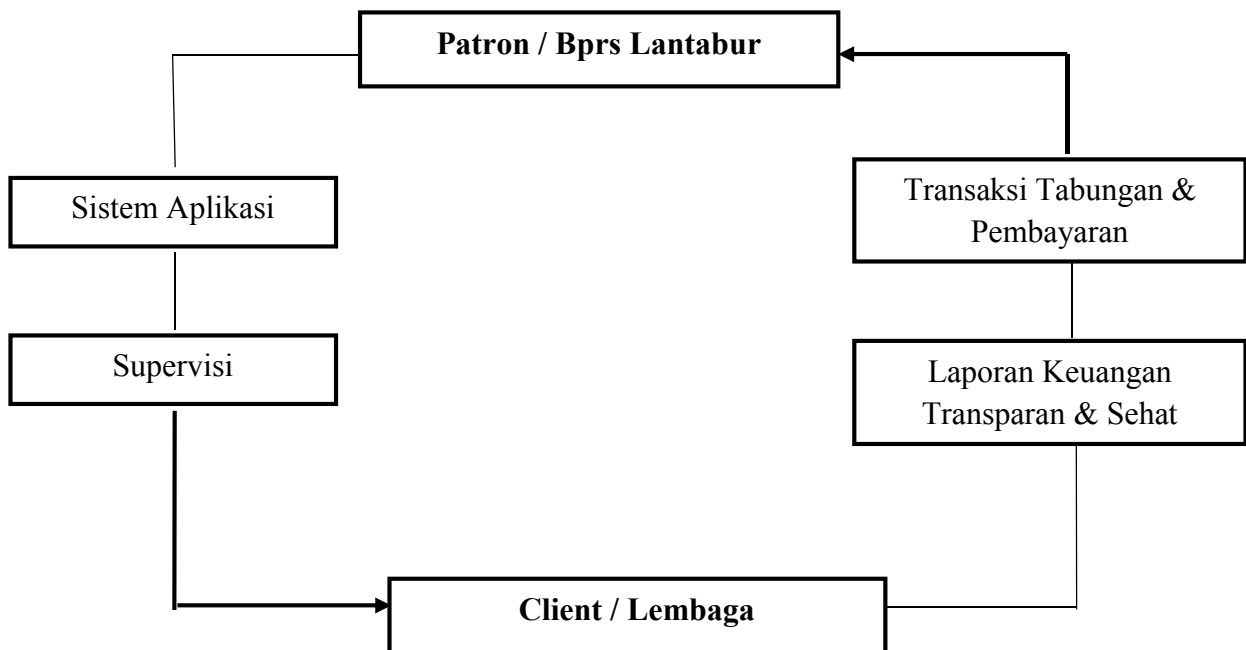 Patron / Bprs Lantabur
Sistem Aplikasi
Transaksi Tabungan &
Pembayaran
Supervisi
Laporan Keuangan
Transparan & Sehat
Client / Lembaga